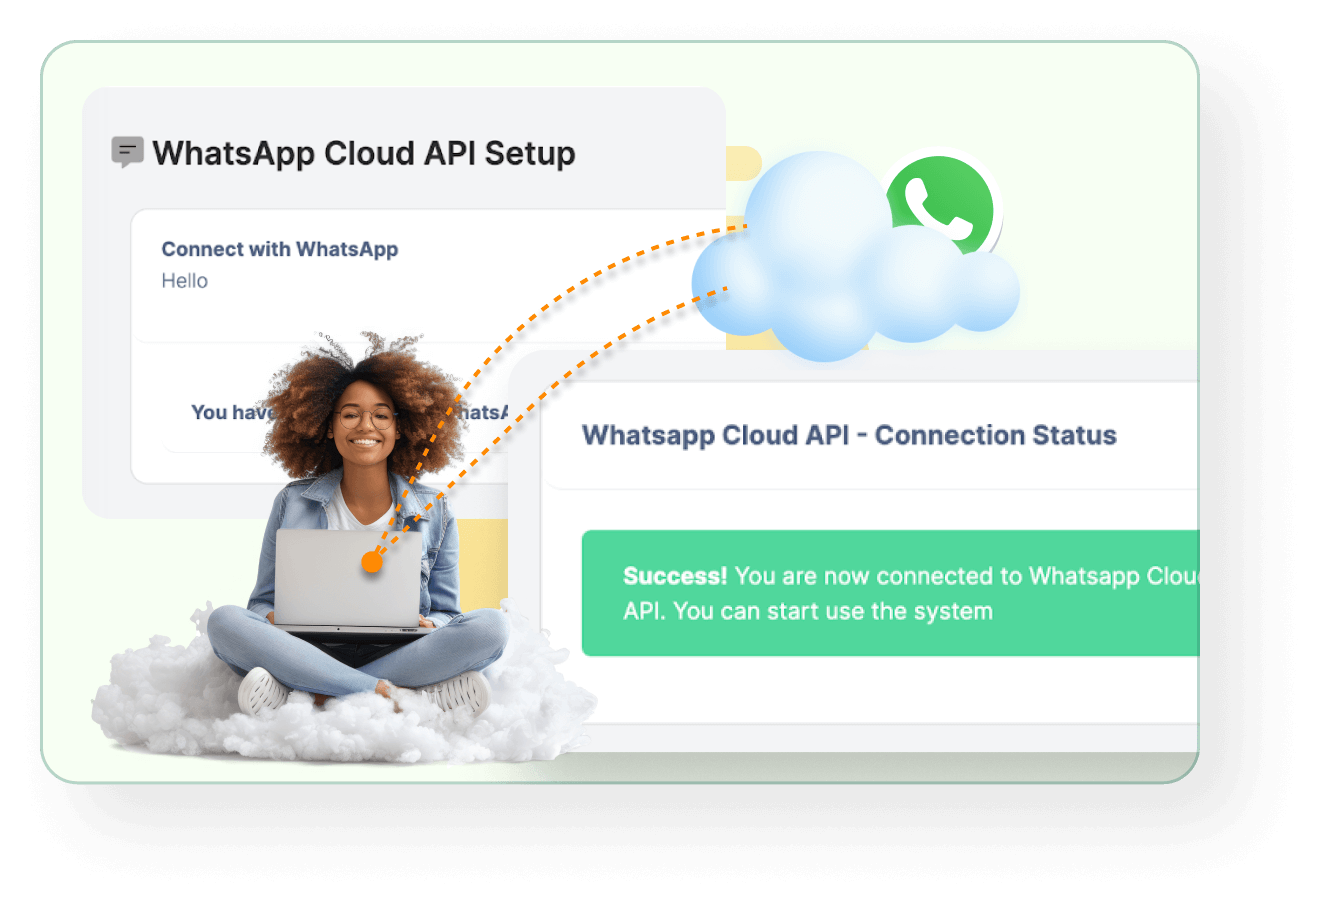 WhatsApp Cloud API Setup
Connect with WhatsApp
Hello
You have
Whatsapp Cloud API - Connection Status
Success! You are now connected to Whatsapp
API. You can start use the system